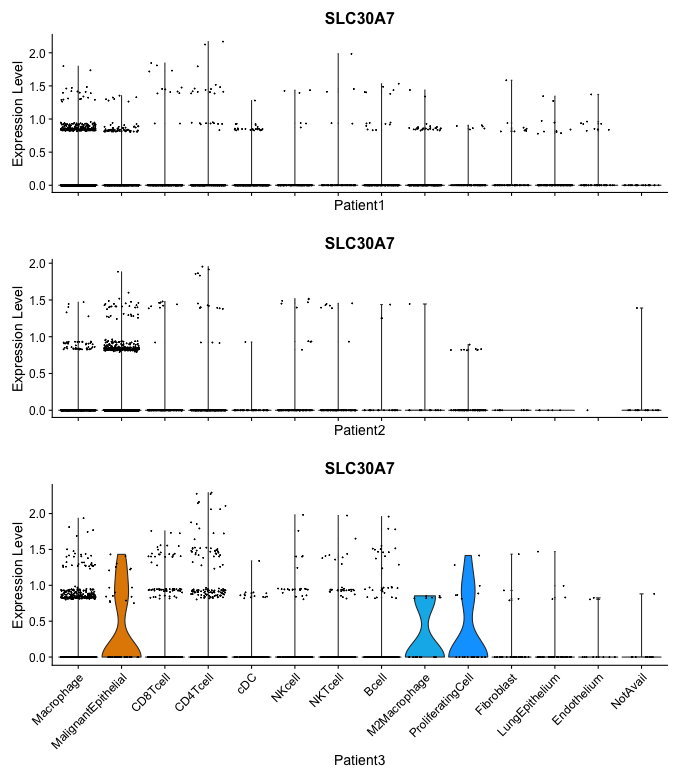 SLC30A7
Expression Level
2.0
1.5
1.0
0.5
0.0
Patient1
SLC30A7
Expression Level
2.0
1.5
1.0
0.5
0.0
Patient2
SLC30A7
Expression Level
2.0
1.5
1.0
0.5
0.0
Macrophage
MalignantEpithelial
CD8Tcell
CD4Tcell
cDC
NKcell
NKTcell
Bcell
M2Macrophage
ProliferatingCell
Fibroblast
LungEpithelium
Endothelium
NotAvail
Patient3